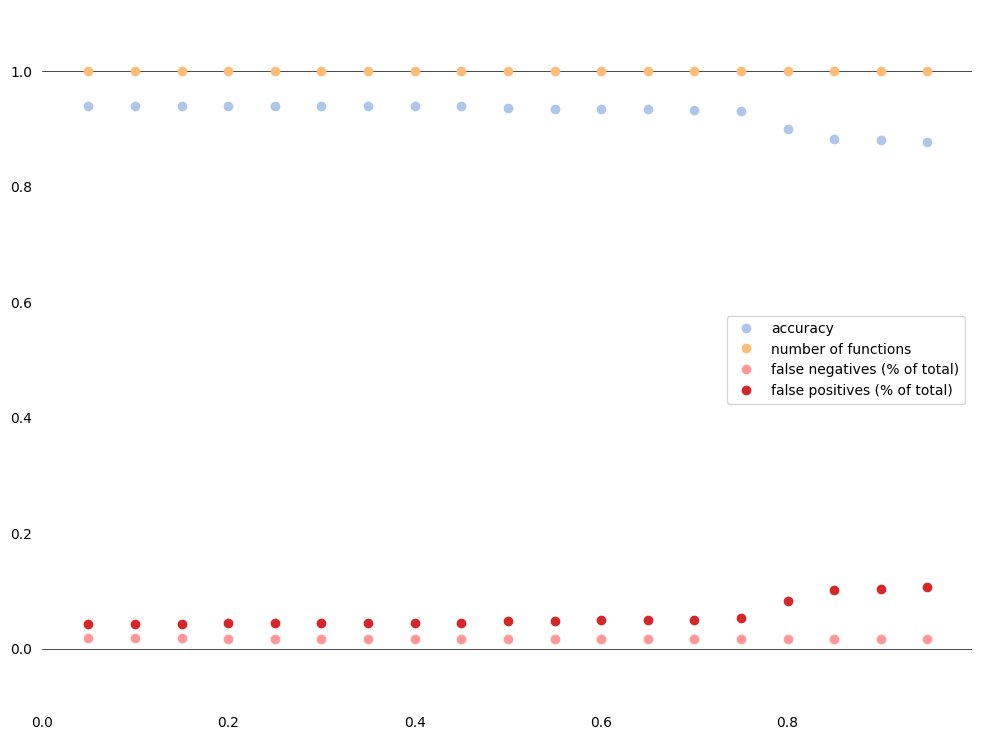 1.0
0.8
0.6
accuracy
number of functions
false negatives (% of total)
false positives (% of total)
0.4
0.2
0.0
0.0 0.2 0.4 0.6 0.8